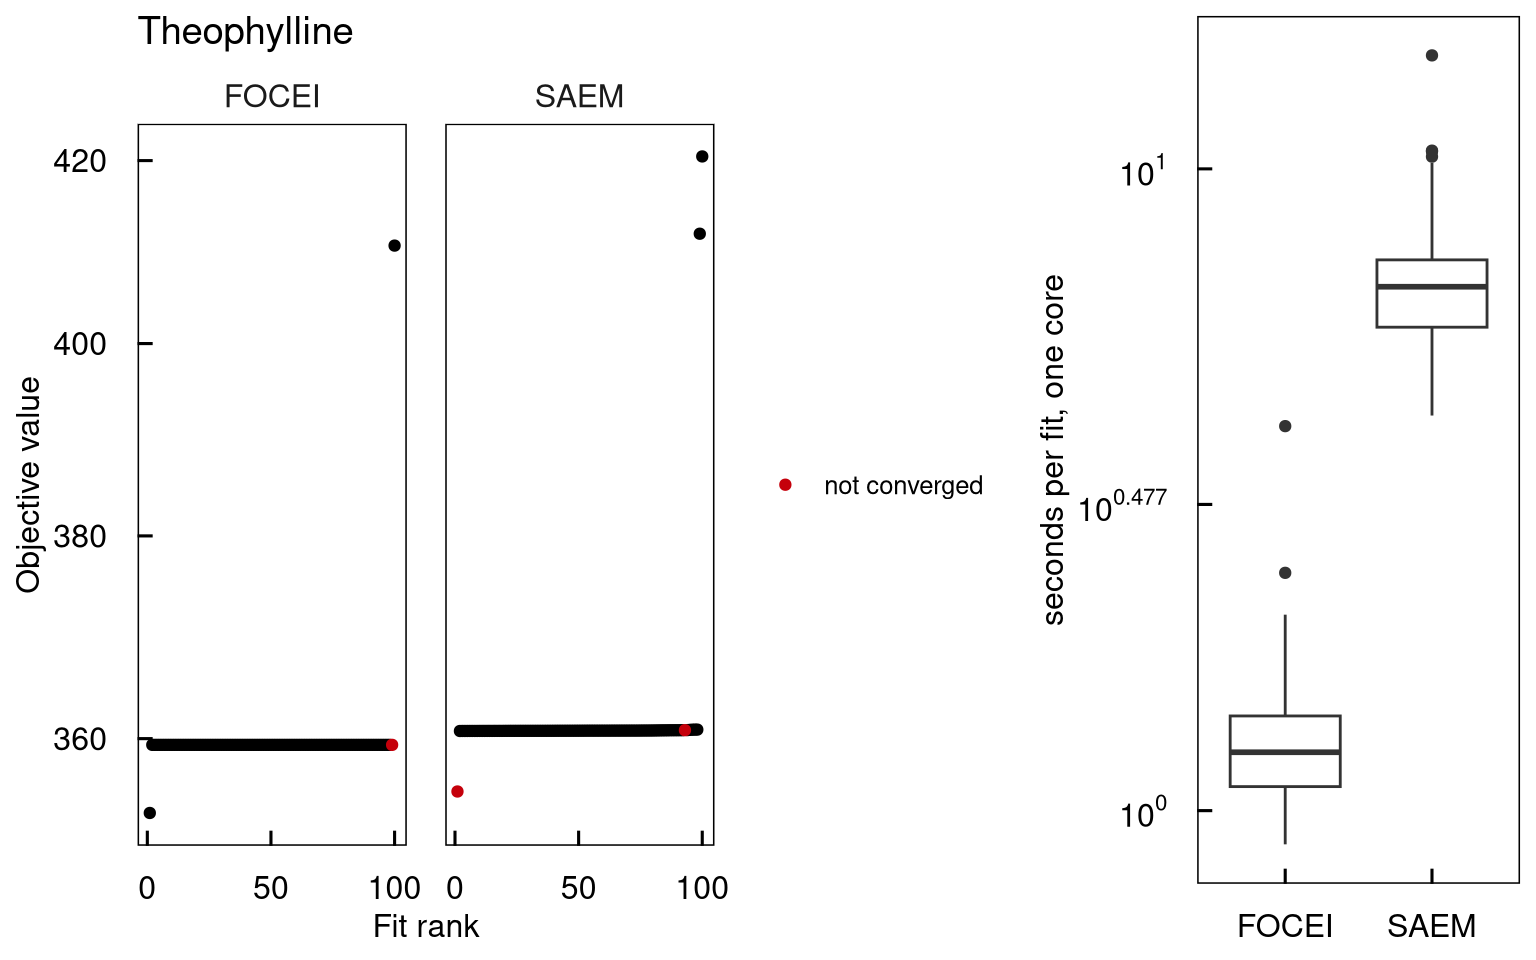 Theophylline
FOCEI
SAEM
Objective value
420
400
380
360
0
50
100
0
50
100
Fit rank
not converged
seconds per fit, one core
10^1
10^0.477
10^0
FOCEI
SAEM